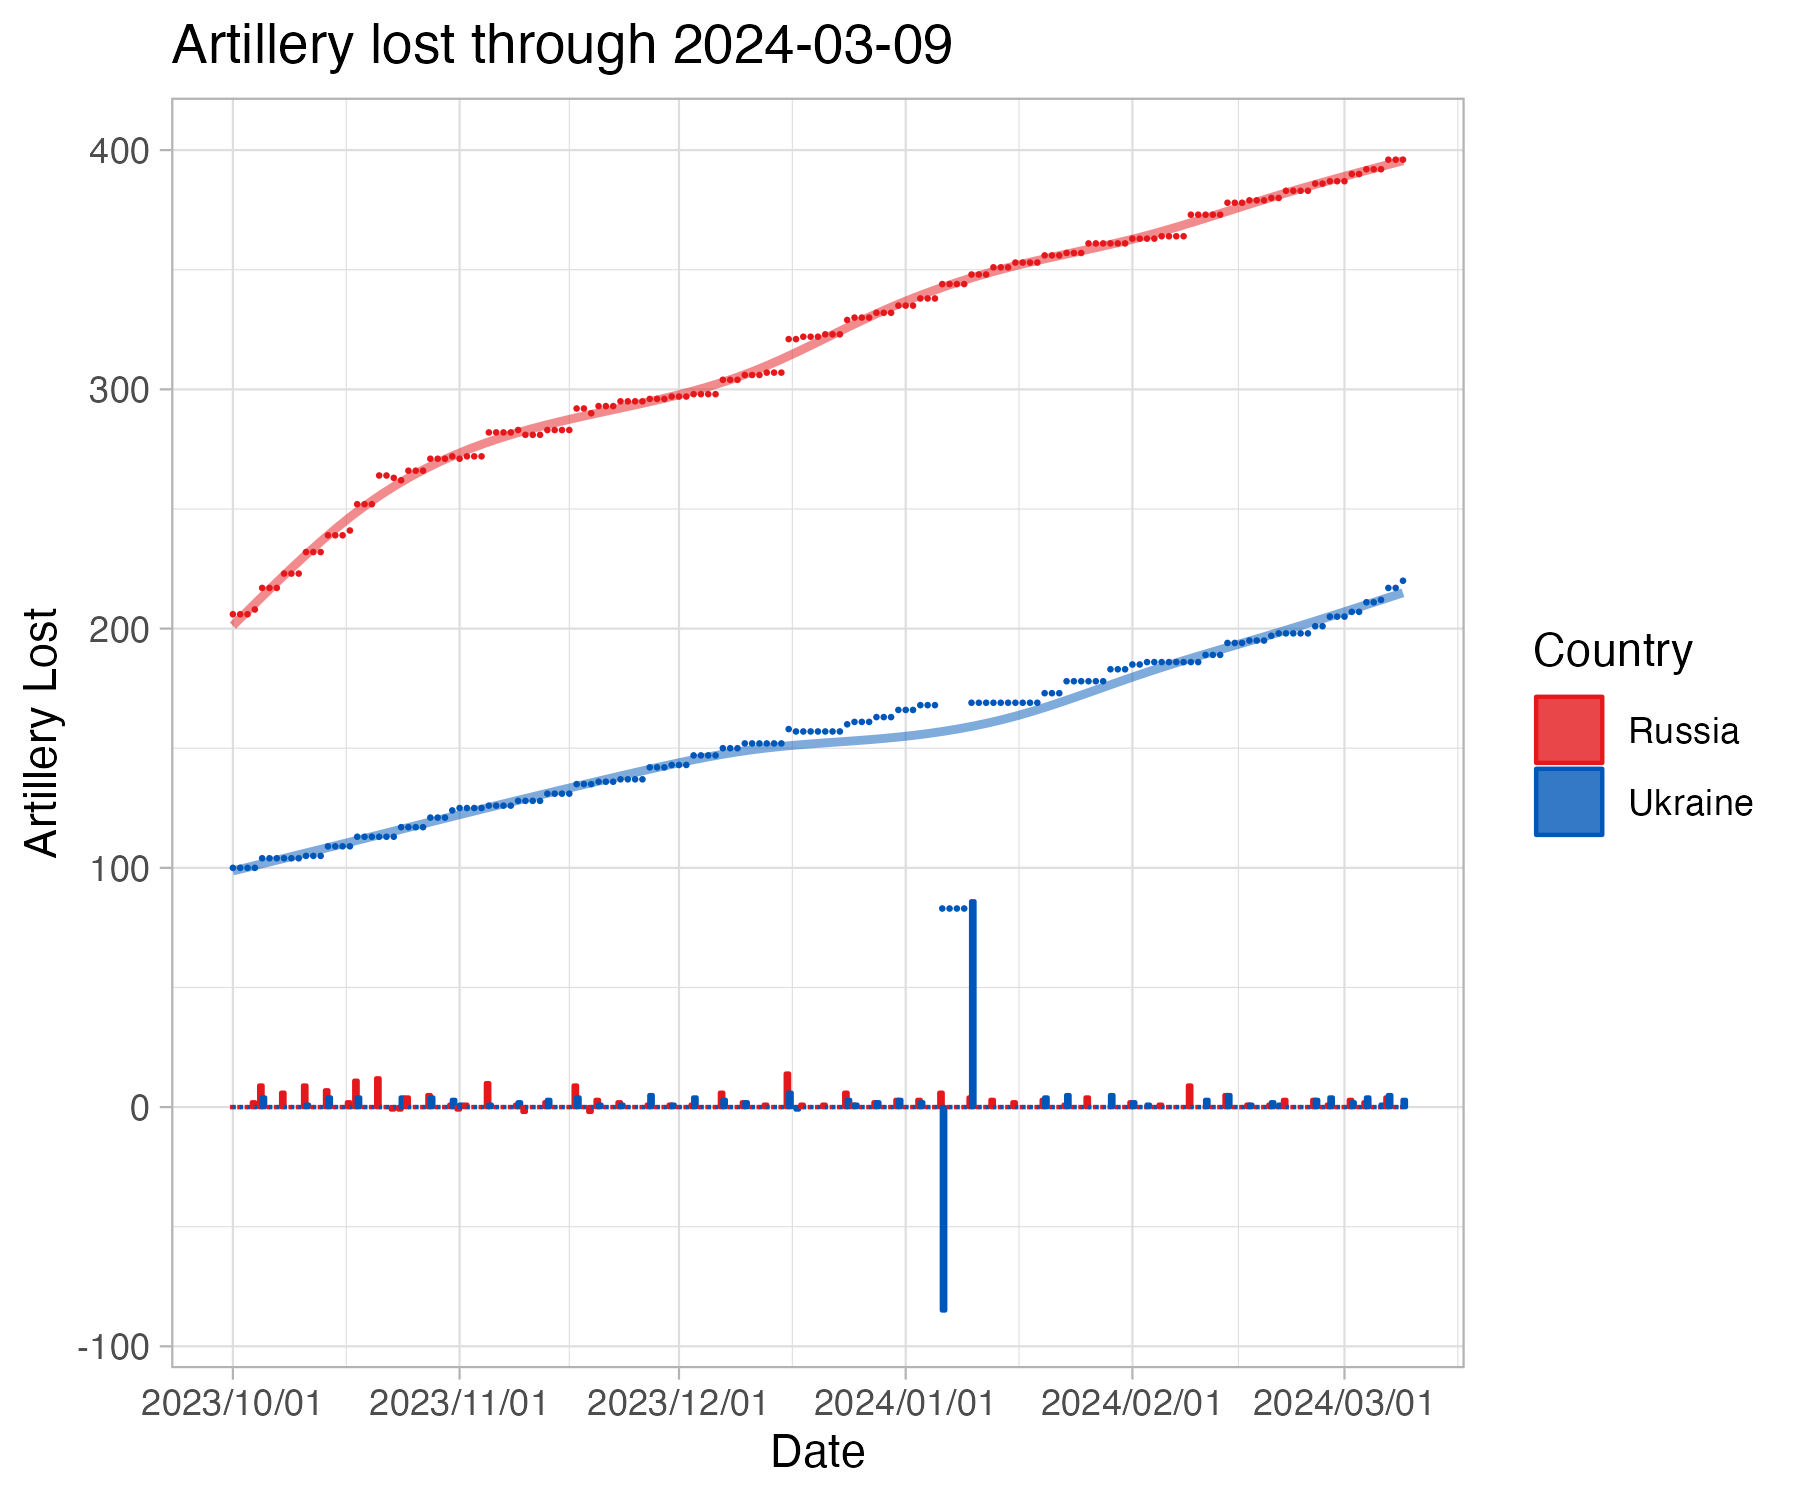 Artillery lost through 2024-03-09
400
300
200
100
0
-100
Artillery Lost
2023/10/01
2023/11/01
2023/12/01
2024/01/01
2024/02/01
2024/03/01
Date
Country
Russia
Ukraine